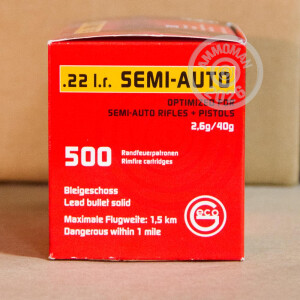 .22 l.r. SEMI-AUTO
OPTIMIZED FOR
SEMI-AUTO RIFLES + PISTOLS
2,6g/40g
500
Randfeuerpatronen
Rimfire cartridges
Bleigeschoss
Lead bullet solid
Maximale Flugweite: 1,5 km
Dangerous within 1 mile
Geco
AMMOMAN